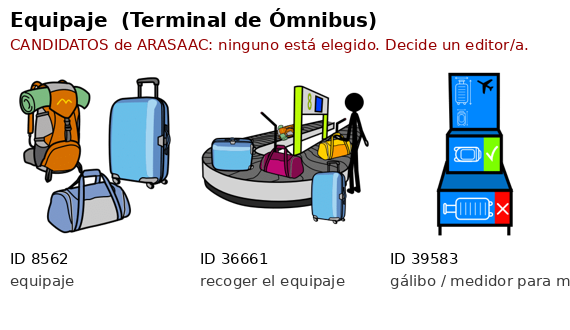 Equipaje (Terminal de Ómnibus)
CANDIDATOS de ARASAAC: ninguno está elegido. Decide un editor/a.
ID 8562
equipaje
ID 36661
recoger el equipaje
ID 39583
gálibo / medidor para m